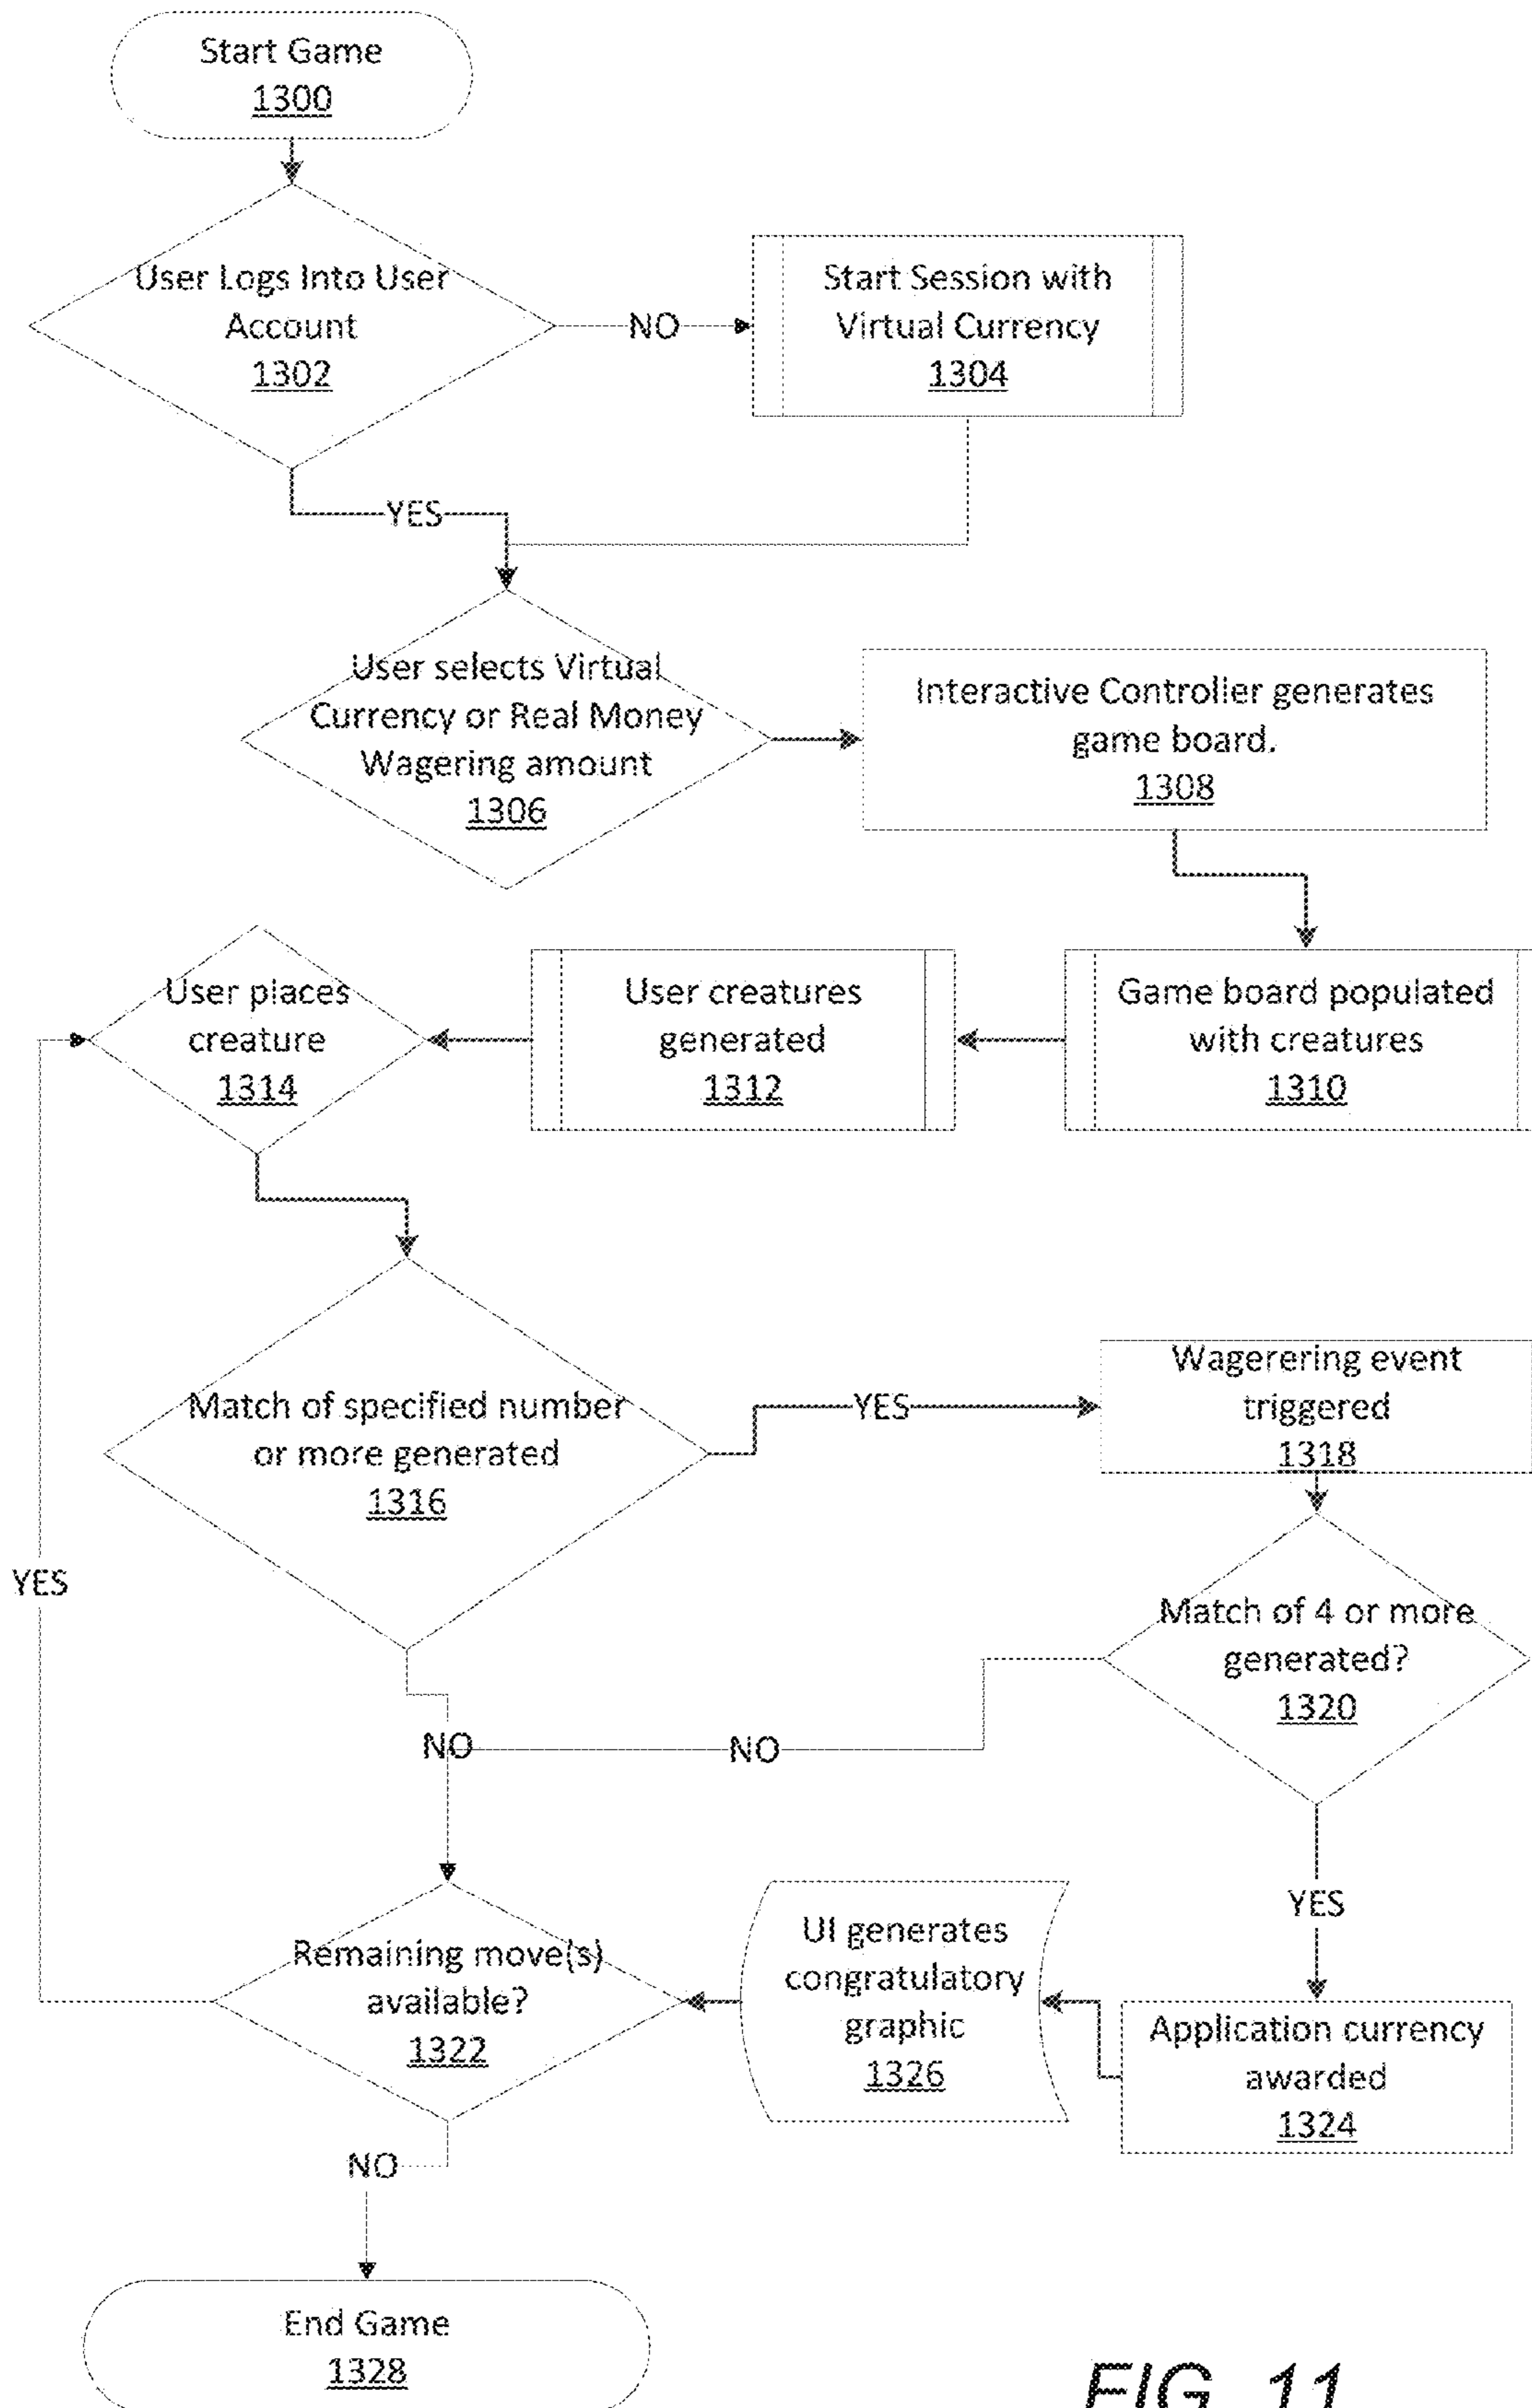 Start Game
1300
User Logs Into User
Account
1302
NO
Start Session with
Virtual Currency
1304
YES
User selects Virtual
Currency or Real Money
Wagering amount
1306
Interactive Controller generates
game board.
1308
Game board populated
with creatures
1310
User creatures
generated
1312
User places
creature
1314
Match of specified number
or more generated
1316
YES
Wagerering event
triggered
1318
Match of 4 or more
generated?
1320
YES
NO
NO
YES
Application currency
awarded
1324
UI generates
congratulatory
graphic
1326
Remaining move(s)
available?
1322
NO
End Game
1328
FIG. 11